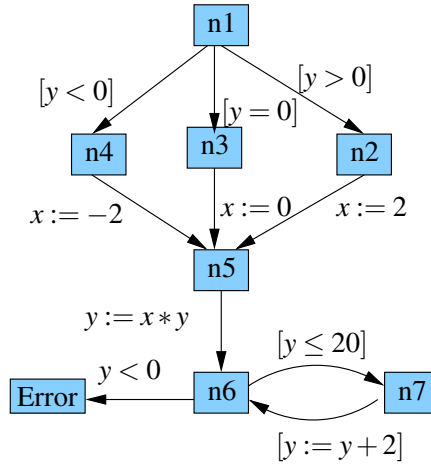 n1
[y < 0]
[y = 0]
[y > 0]
n4
n3
n2
x := −2
x := 0
x := 2
n5
y := x ∗ y
[y ≤ 20]
y < 0
Error
n6
n7
[y := y + 2]